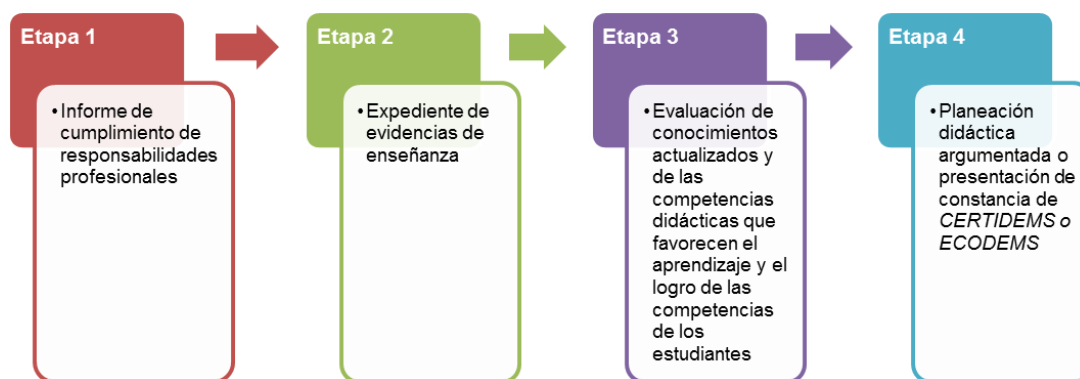 Etapa 1
• Informe de
cumplimiento de
responsabilidades
profesionales
Etapa 2
• Expediente de
evidencias de
enseñanza
Etapa 3
• Evaluación de
conocimientos
actualizados y
de las
competencias
didácticas que
favorecen el
aprendizaje y el
logro de las
competencias
de los
estudiantes
Etapa 4
• Planeación
didáctica
argumentada o
presentación de
constancia de
CERTIDEMS o
ECODEMS